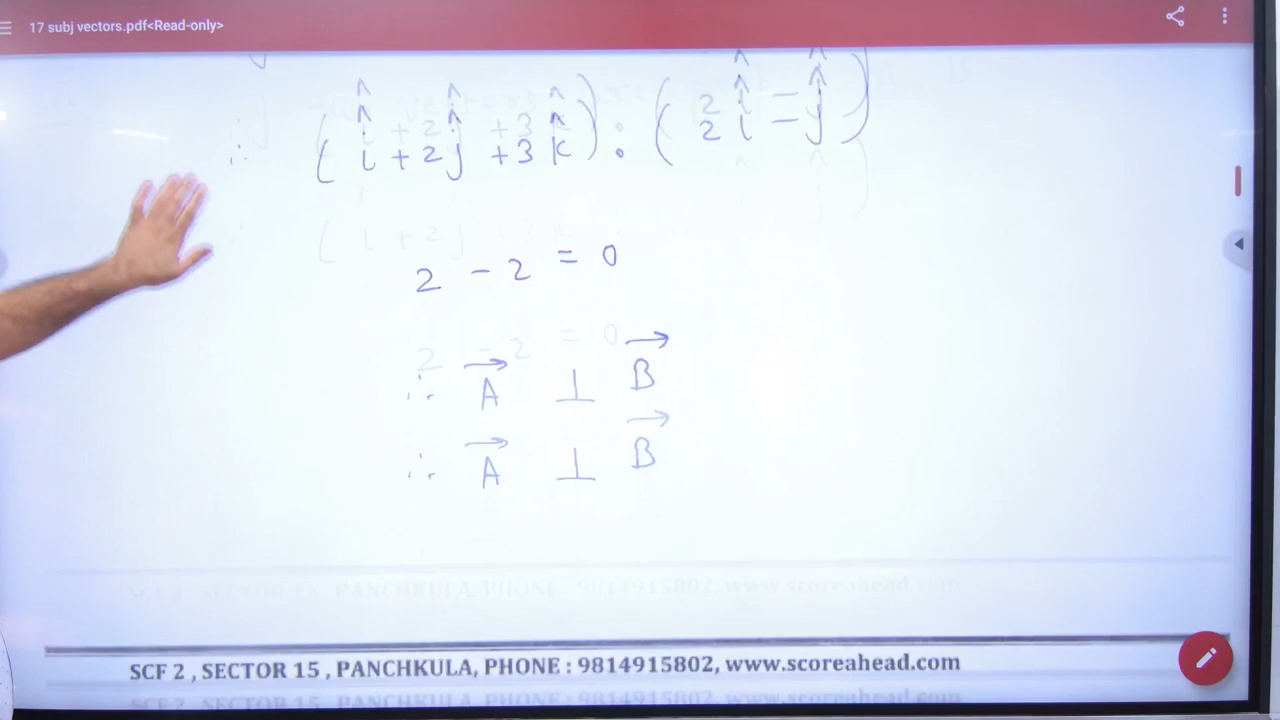 17 subj vectors.pdf<Read-only>
∴ ( î + 2ĵ + 3k̂ ) . ( 2î - ĵ )
2 - 2 = 0
∴ A⃗ ⊥ B⃗
∴ A⃗ ⊥ B⃗
SCF 2 , SECTOR 15 , PANCHKULA, PHONE : 9814915802, www.scoreahead.com